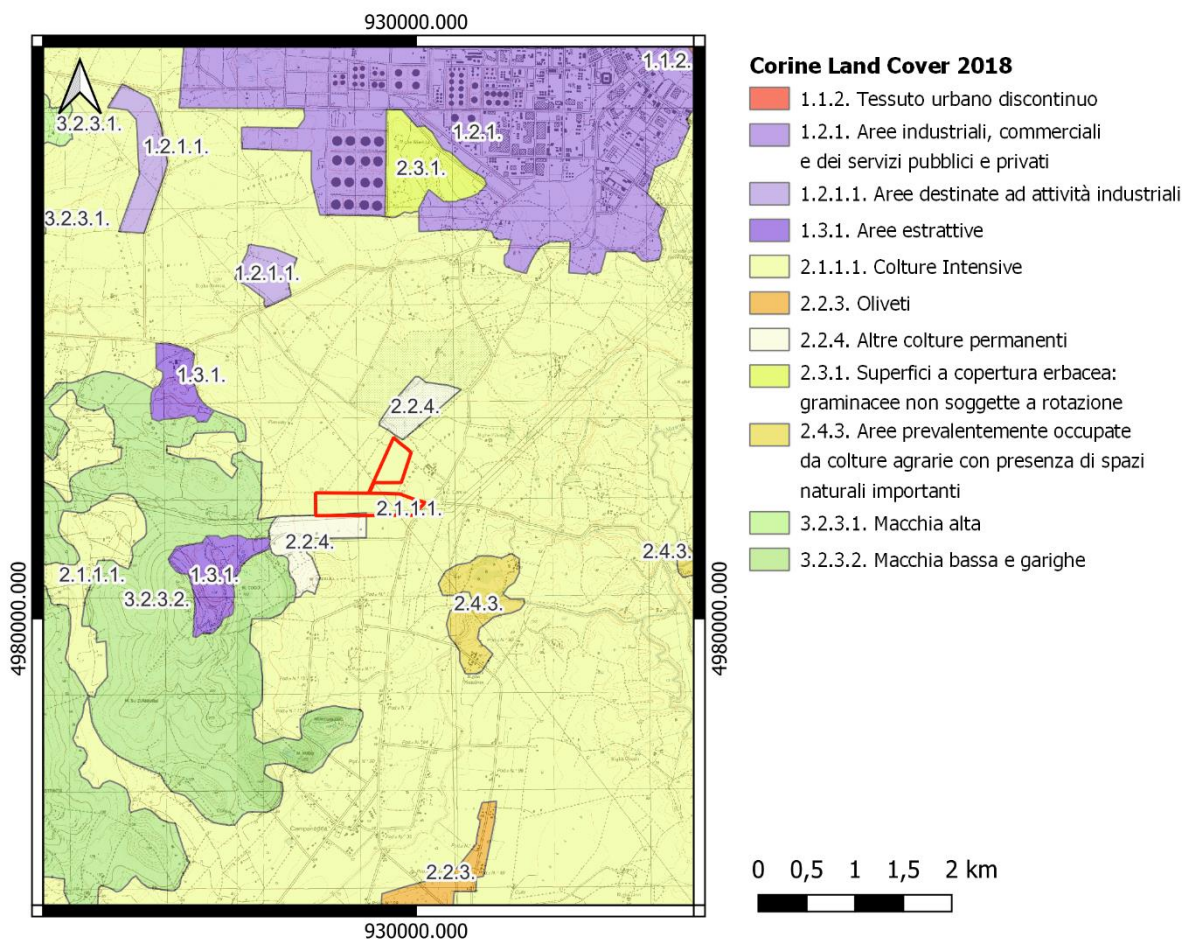 930000.000
1.1.2.
3.2.3.1.
1.2.1.1.
1.2.1.
2.3.1.
3.2.3.1.
1.2.1.1.
1.3.1.
2.2.4.
2.1.1.1.
2.2.4.
2.4.3.
2.1.1.1.
1.3.1.
3.2.3.2.
2.4.3.
2.2.3.
4980000.000
4980000.000
930000.000
Corine Land Cover 2018
1.1.2. Tessuto urbano discontinuo
1.2.1. Aree industriali, commerciali
e dei servizi pubblici e privati
1.2.1.1. Aree destinate ad attività industriali
1.3.1. Aree estrattive
2.1.1.1. Colture Intensive
2.2.3. Oliveti
2.2.4. Altre colture permanenti
2.3.1. Superfici a copertura erbacea:
graminacee non soggette a rotazione
2.4.3. Aree prevalentemente occupate
da colture agrarie con presenza di spazi
naturali importanti
3.2.3.1. Macchia alta
3.2.3.2. Macchia bassa e garighe
0 0,5 1 1,5 2 km